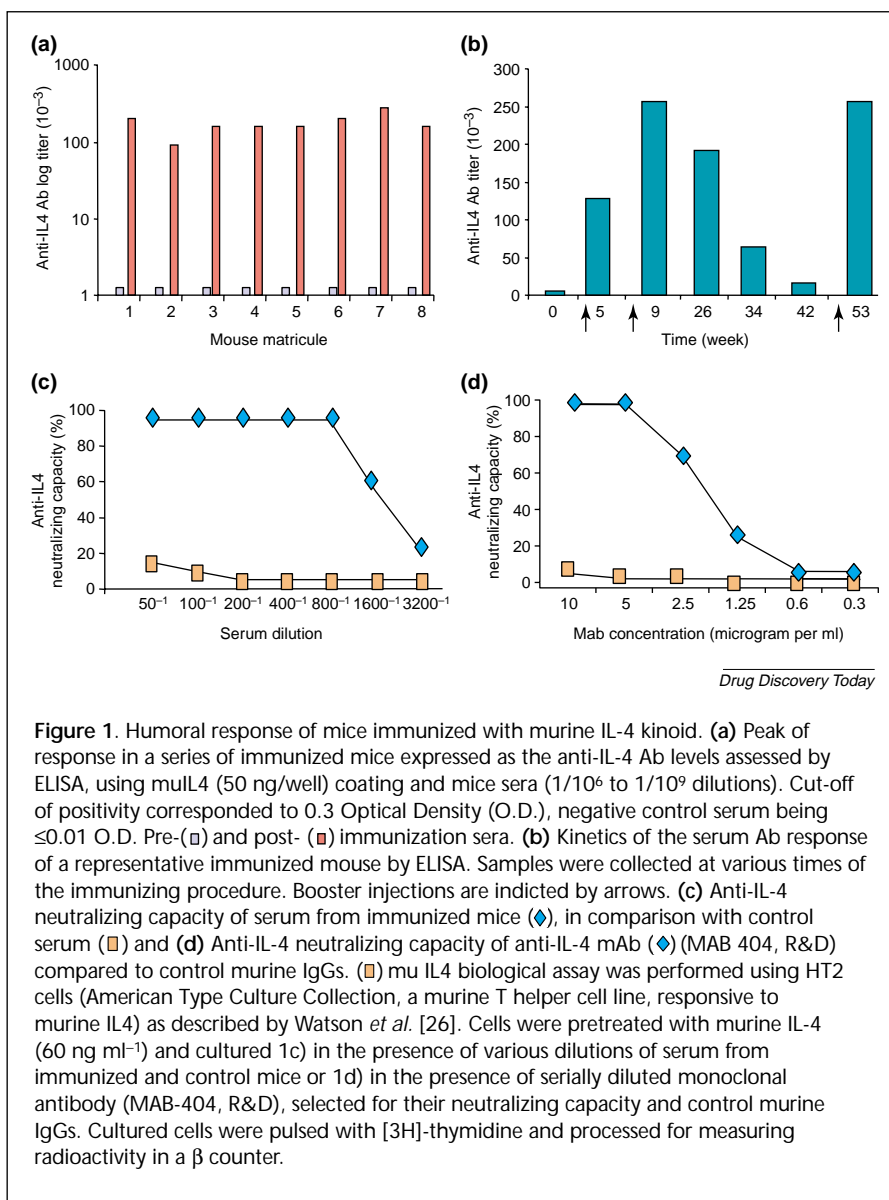 (a)
1000
100
10
1
Anti-IL4 Ab log titer (10⁻³)
1 2 3 4 5 6 7 8
Mouse matricule
(b)
300
250
200
150
100
50
0
Anti-IL4 Ab titer (10⁻³)
0 5 9 26 34 42 53
Time (week)
(c)
100
80
60
40
20
0
Anti-IL4
neutralizing capacity (%)
50⁻¹ 100⁻¹ 200⁻¹ 400⁻¹ 800⁻¹ 1600⁻¹ 3200⁻¹
Serum dilution
(d)
100
80
60
40
20
0
Anti-IL4
neutralizing capacity (%)
10 5 2.5 1.25 0.6 0.3
Mab concentration (microgram per ml)
Drug Discovery Today
Figure 1. Humoral response of mice immunized with murine IL-4 kinoid. (a) Peak of
response in a series of immunized mice expressed as the anti-IL-4 Ab levels assessed by
ELISA, using muIL4 (50 ng/well) coating and mice sera (1/10⁶ to 1/10⁹ dilutions). Cut-off
of positivity corresponded to 0.3 Optical Density (O.D.), negative control serum being
≤0.01 O.D. Pre-(□) and post- (□) immunization sera. (b) Kinetics of the serum Ab response
of a representative immunized mouse by ELISA. Samples were collected at various times of
the immunizing procedure. Booster injections are indicted by arrows. (c) Anti-IL-4
neutralizing capacity of serum from immunized mice (◆), in comparison with control
serum (□) and (d) Anti-IL-4 neutralizing capacity of anti-IL-4 mAb (◆) (MAB 404, R&D)
compared to control murine IgGs. (□) mu IL4 biological assay was performed using HT2
cells (American Type Culture Collection, a murine T helper cell line, responsive to
murine IL4) as described by Watson et al. [26]. Cells were pretreated with murine IL-4
(60 ng ml⁻¹) and cultured 1c) in the presence of various dilutions of serum from
immunized and control mice or 1d) in the presence of serially diluted monoclonal
antibody (MAB-404, R&D), selected for their neutralizing capacity and control murine
IgGs. Cultured cells were pulsed with [3H]-thymidine and processed for measuring
radioactivity in a β counter.